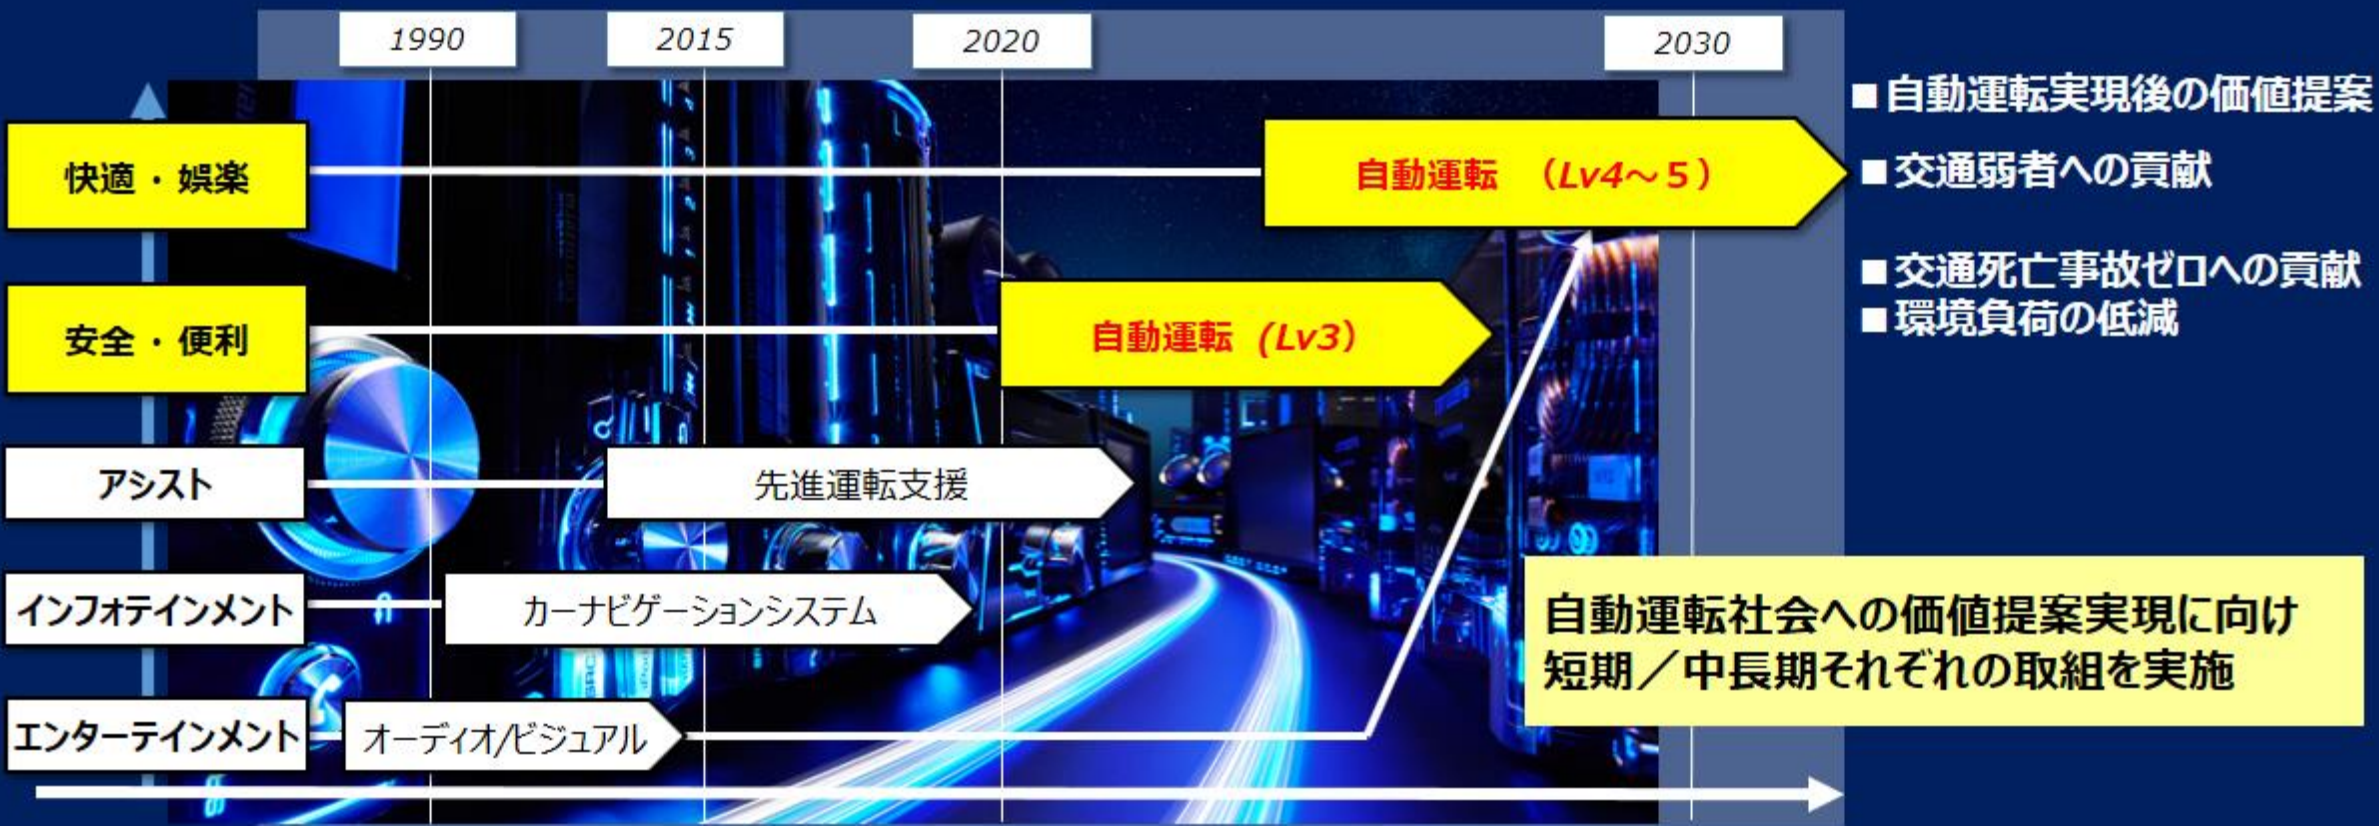 1990
2015
2020
2030
快適・娯楽
自動運転 （Lv4～5）
■自動運転実現後の価値提案
■交通弱者への貢献
安全・便利
自動運転 (Lv3）
■交通死亡事故ゼロへの貢献
■環境負荷の低減
アシスト
先進運転支援
インフォテインメント
カーナビゲーションシステム
自動運転社会への価値提案実現に向け
短期／中長期それぞれの取組を実施
エンターテインメント
オーディオ/ビジュアル